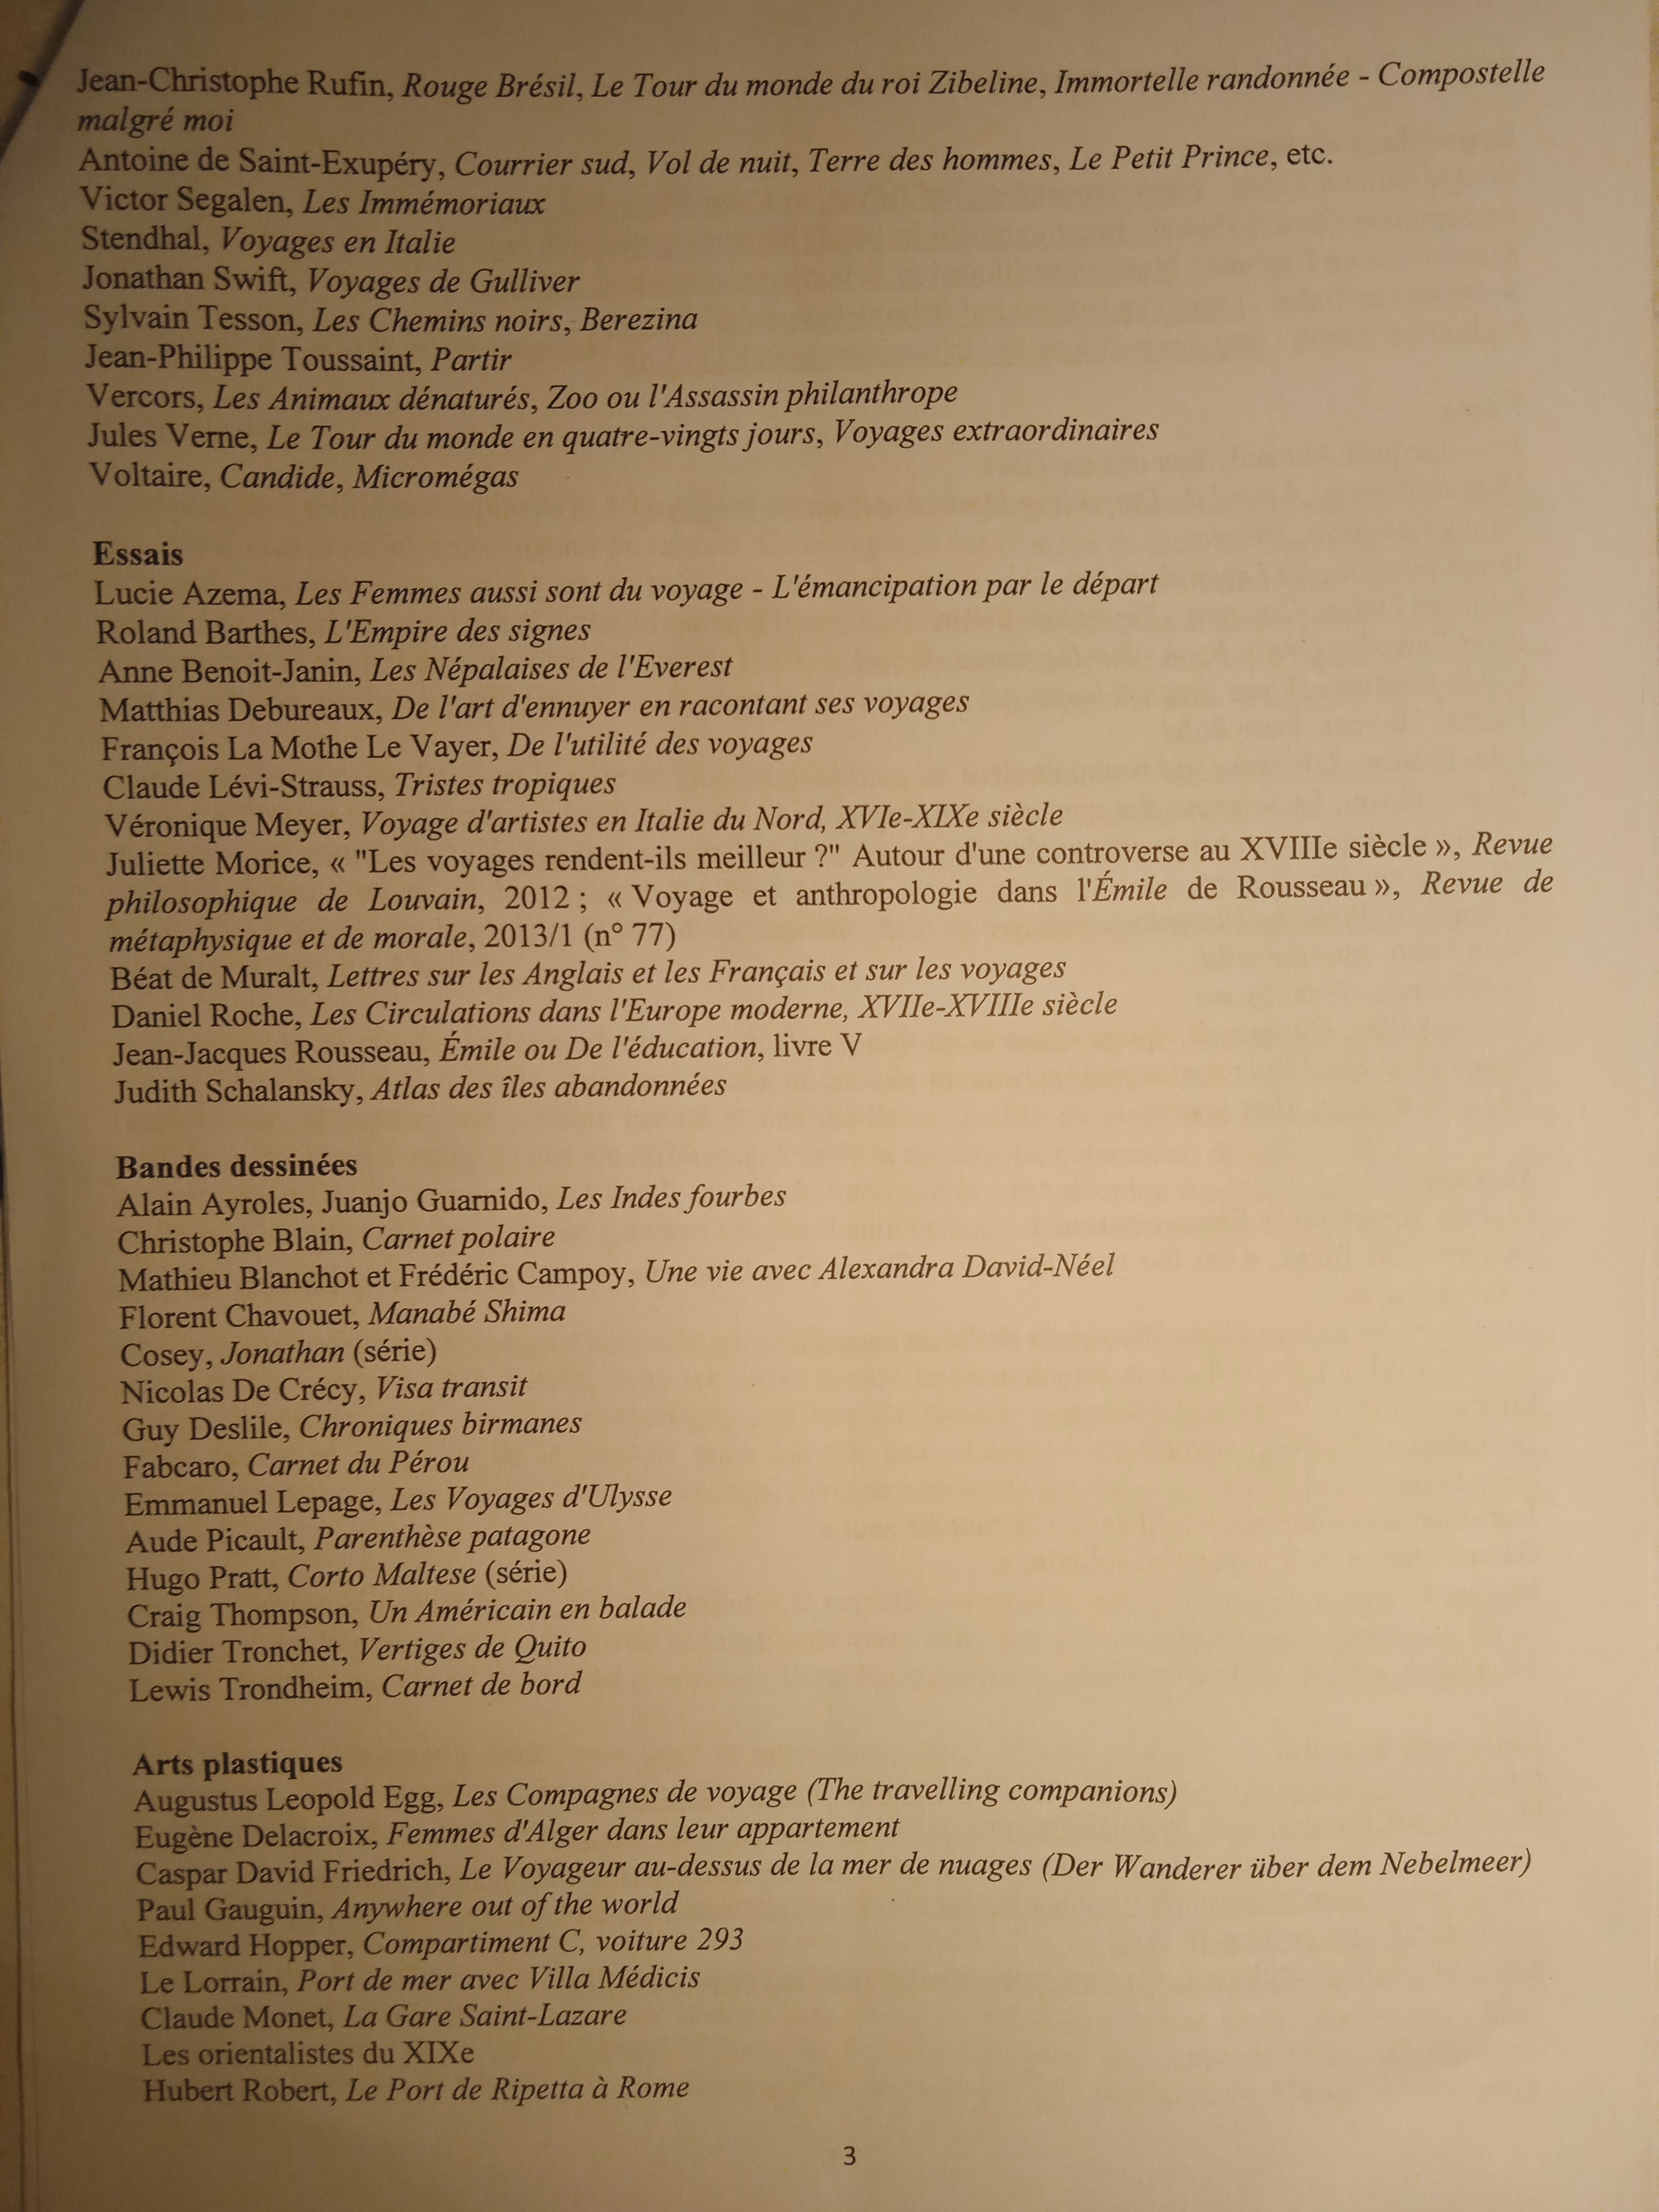 Jean-Christophe Rufin, Rouge Brésil, Le Tour du monde du roi Zibeline, Immortelle randonnée - Compostelle
malgré moi
Antoine de Saint-Exupéry, Courrier sud, Vol de nuit, Terre des hommes, Le Petit Prince, etc.
Victor Segalen, Les Immémoriaux
Stendhal, Voyages en Italie
Jonathan Swift, Voyages de Gulliver
Sylvain Tesson, Les Chemins noirs, Berezina
Jean-Philippe Toussaint, Partir
Vercors, Les Animaux dénaturés, Zoo ou l'Assassin philanthrope
Jules Verne, Le Tour du monde en quatre-vingts jours, Voyages extraordinaires
Voltaire, Candide, Micromégas
Essais
Lucie Azema, Les Femmes aussi sont du voyage - L'émancipation par le départ
Roland Barthes, L'Empire des signes
Anne Benoit-Janin, Les Népalaises de l'Everest
Matthias Debureaux, De l'art d'ennuyer en racontant ses voyages
François La Mothe Le Vayer, De l'utilité des voyages
Claude Lévi-Strauss, Tristes tropiques
Véronique Meyer, Voyage d'artistes en Italie du Nord, XVIe-XIXe siècle
Juliette Morice, « "Les voyages rendent-ils meilleur ?" Autour d'une controverse au XVIIIe siècle », Revue
philosophique de Louvain, 2012 ; « Voyage et anthropologie dans l'Émile de Rousseau », Revue de
métaphysique et de morale, 2013/1 (n° 77)
Béat de Muralt, Lettres sur les Anglais et les Français et sur les voyages
Daniel Roche, Les Circulations dans l'Europe moderne, XVIIe-XVIIIe siècle
Jean-Jacques Rousseau, Émile ou De l'éducation, livre V
Judith Schalansky, Atlas des îles abandonnées
Bandes dessinées
Alain Ayroles, Juanjo Guarnido, Les Indes fourbes
Christophe Blain, Carnet polaire
Mathieu Blanchot et Frédéric Campoy, Une vie avec Alexandra David-Néel
Florent Chavouet, Manabé Shima
Cosey, Jonathan (série)
Nicolas De Crécy, Visa transit
Guy Deslile, Chroniques birmanes
Fabcaro, Carnet du Pérou
Emmanuel Lepage, Les Voyages d'Ulysse
Aude Picault, Parenthèse patagone
Hugo Pratt, Corto Maltese (série)
Craig Thompson, Un Américain en balade
Didier Tronchet, Vertiges de Quito
Lewis Trondheim, Carnet de bord
Arts plastiques
Augustus Leopold Egg, Les Compagnes de voyage (The travelling companions)
Eugène Delacroix, Femmes d'Alger dans leur appartement
Caspar David Friedrich, Le Voyageur au-dessus de la mer de nuages (Der Wanderer über dem Nebelmeer)
Paul Gauguin, Anywhere out of the world
Edward Hopper, Compartiment C, voiture 293
Le Lorrain, Port de mer avec Villa Médicis
Claude Monet, La Gare Saint-Lazare
Les orientalistes du XIXe
Hubert Robert, Le Port de Ripetta à Rome
3